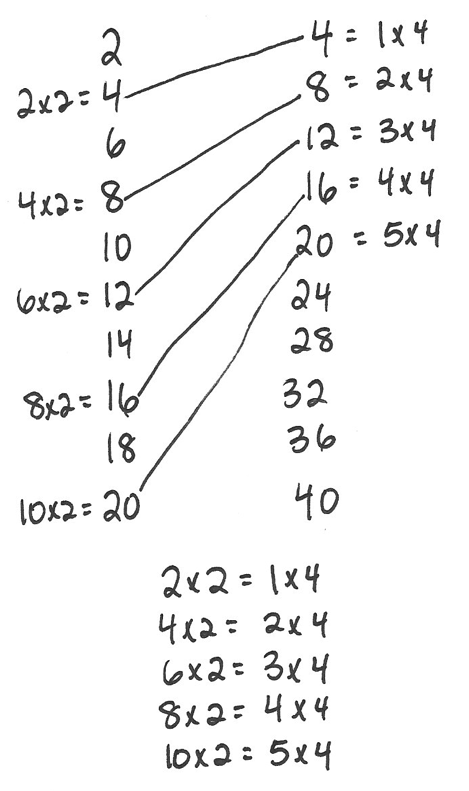 2 4 = 1x4
2x2 = 4 8 = 2x4
6 12 = 3x4
4x2 = 8 16 = 4x4
10 20 = 5x4
6x2 = 12 24
14 28
8x2 = 16 32
18 36
10x2 = 20 40
2x2 = 1x4
4x2 = 2x4
6x2 = 3x4
8x2 = 4x4
10x2 = 5x4